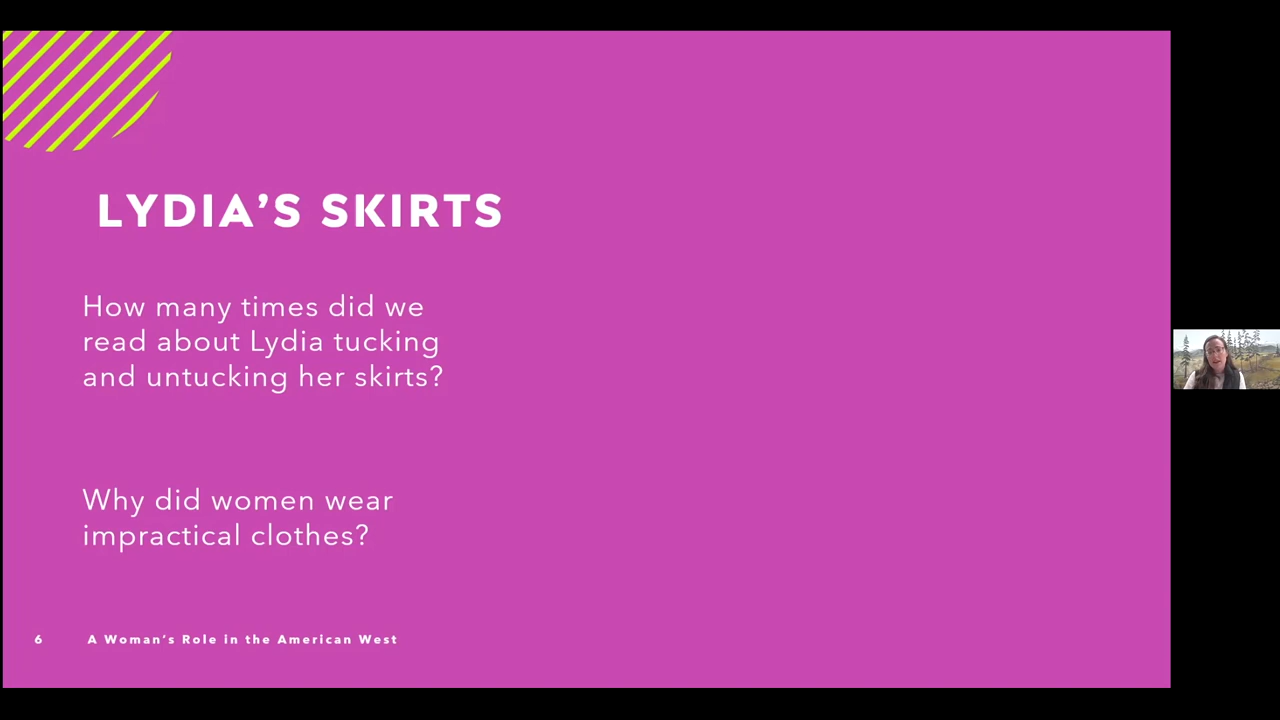 LYDIA’S SKIRTS
How many times did we
read about Lydia tucking
and untucking her skirts?
Why did women wear
impractical clothes?
6 A Woman’s Role in the American West